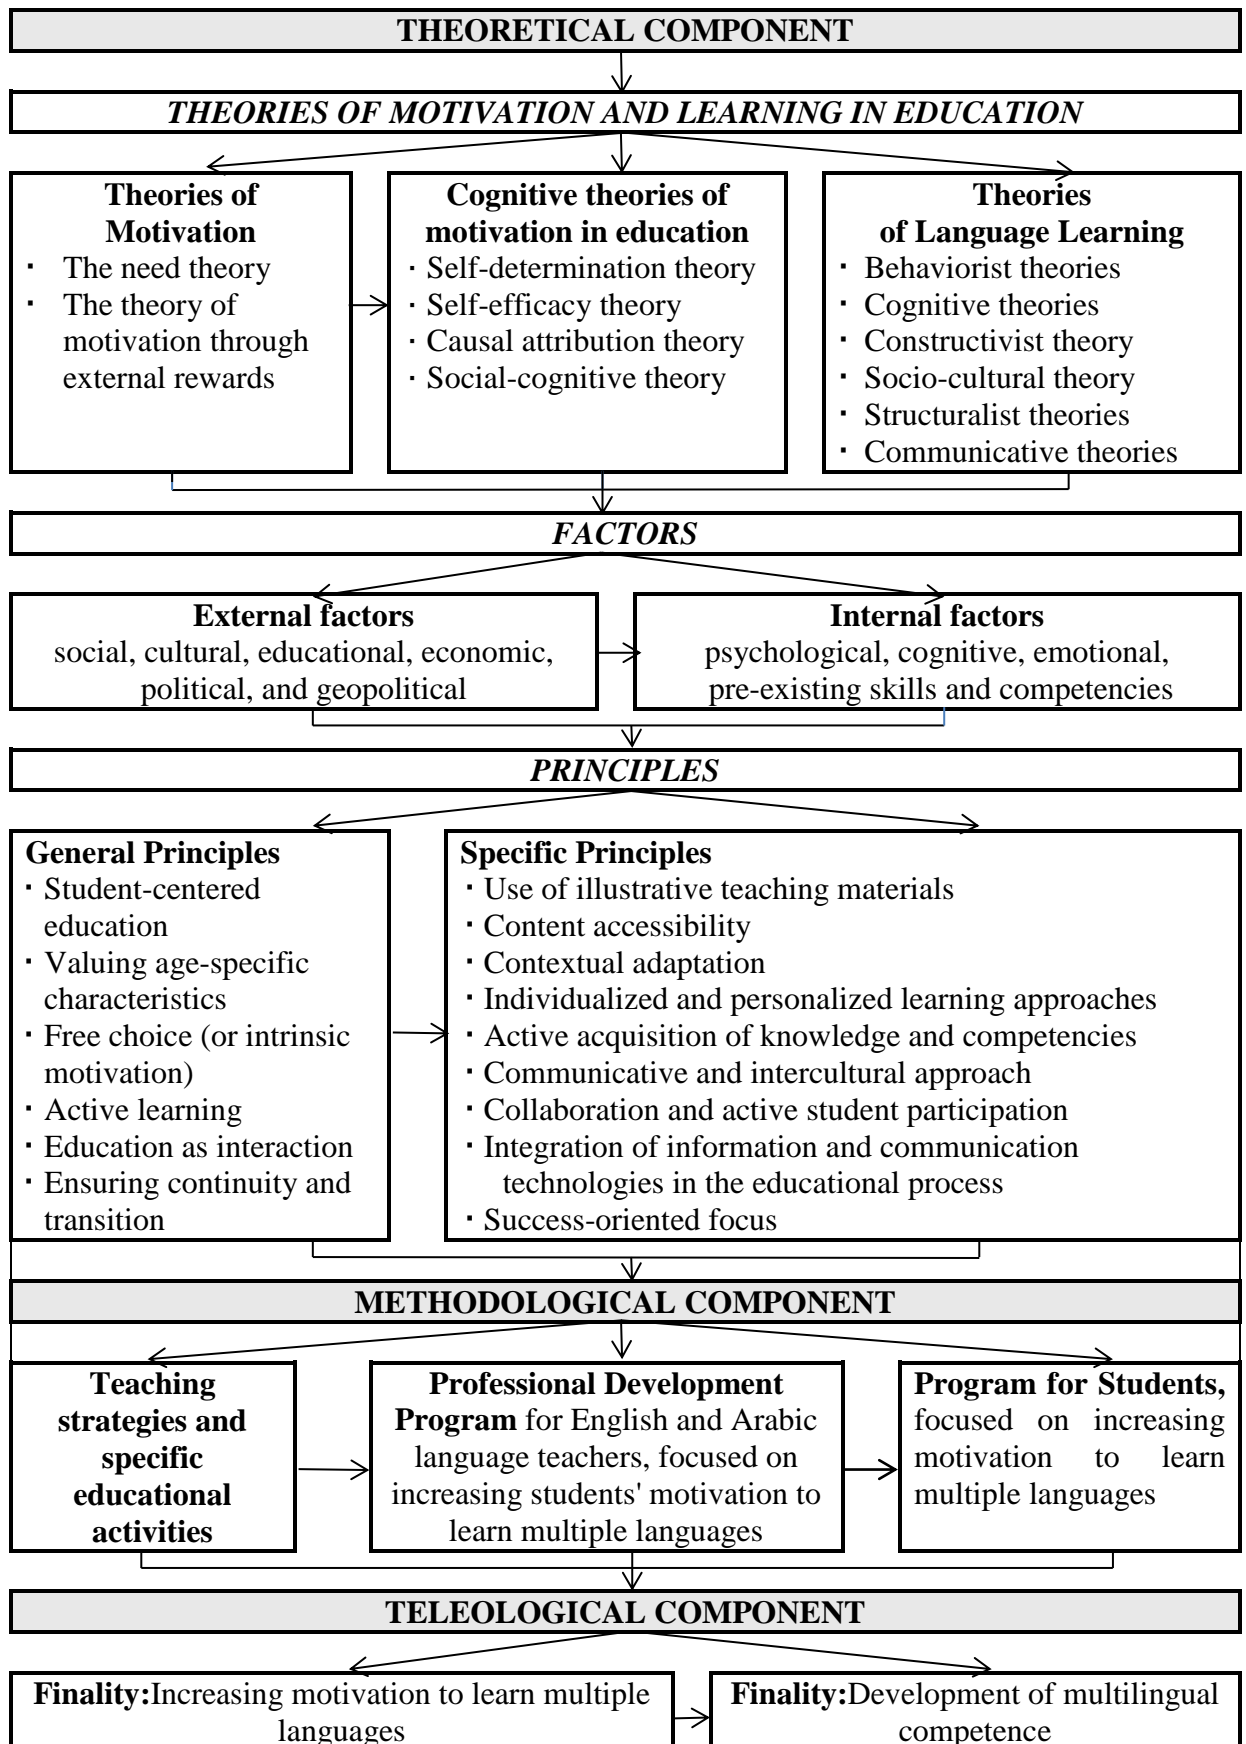 THEORETICAL COMPONENT
THEORIES OF MOTIVATION AND LEARNING IN EDUCATION
Theories of
Motivation
· The need theory
· The theory of
motivation through
external rewards
Cognitive theories of
motivation in education
· Self-determination theory
· Self-efficacy theory
· Causal attribution theory
· Social-cognitive theory
Theories
of Language Learning
· Behaviorist theories
· Cognitive theories
· Constructivist theory
· Socio-cultural theory
· Structuralist theories
· Communicative theories
FACTORS
External factors
social, cultural, educational, economic,
political, and geopolitical
Internal factors
psychological, cognitive, emotional,
pre-existing skills and competencies
PRINCIPLES
General Principles
· Student-centered
education
· Valuing age-specific
characteristics
· Free choice (or intrinsic
motivation)
· Active learning
· Education as interaction
· Ensuring continuity and
transition
Specific Principles
· Use of illustrative teaching materials
· Content accessibility
· Contextual adaptation
· Individualized and personalized learning approaches
· Active acquisition of knowledge and competencies
· Communicative and intercultural approach
· Collaboration and active student participation
· Integration of information and communication
technologies in the educational process
· Success-oriented focus
METHODOLOGICAL COMPONENT
Teaching
strategies and
specific
educational
activities
Professional Development
Program for English and Arabic
language teachers, focused on
increasing students' motivation to
learn multiple languages
Program for Students,
focused on increasing
motivation to learn
multiple languages
TELEOLOGICAL COMPONENT
Finality:Increasing motivation to learn multiple
languages
Finality:Development of multilingual
competence